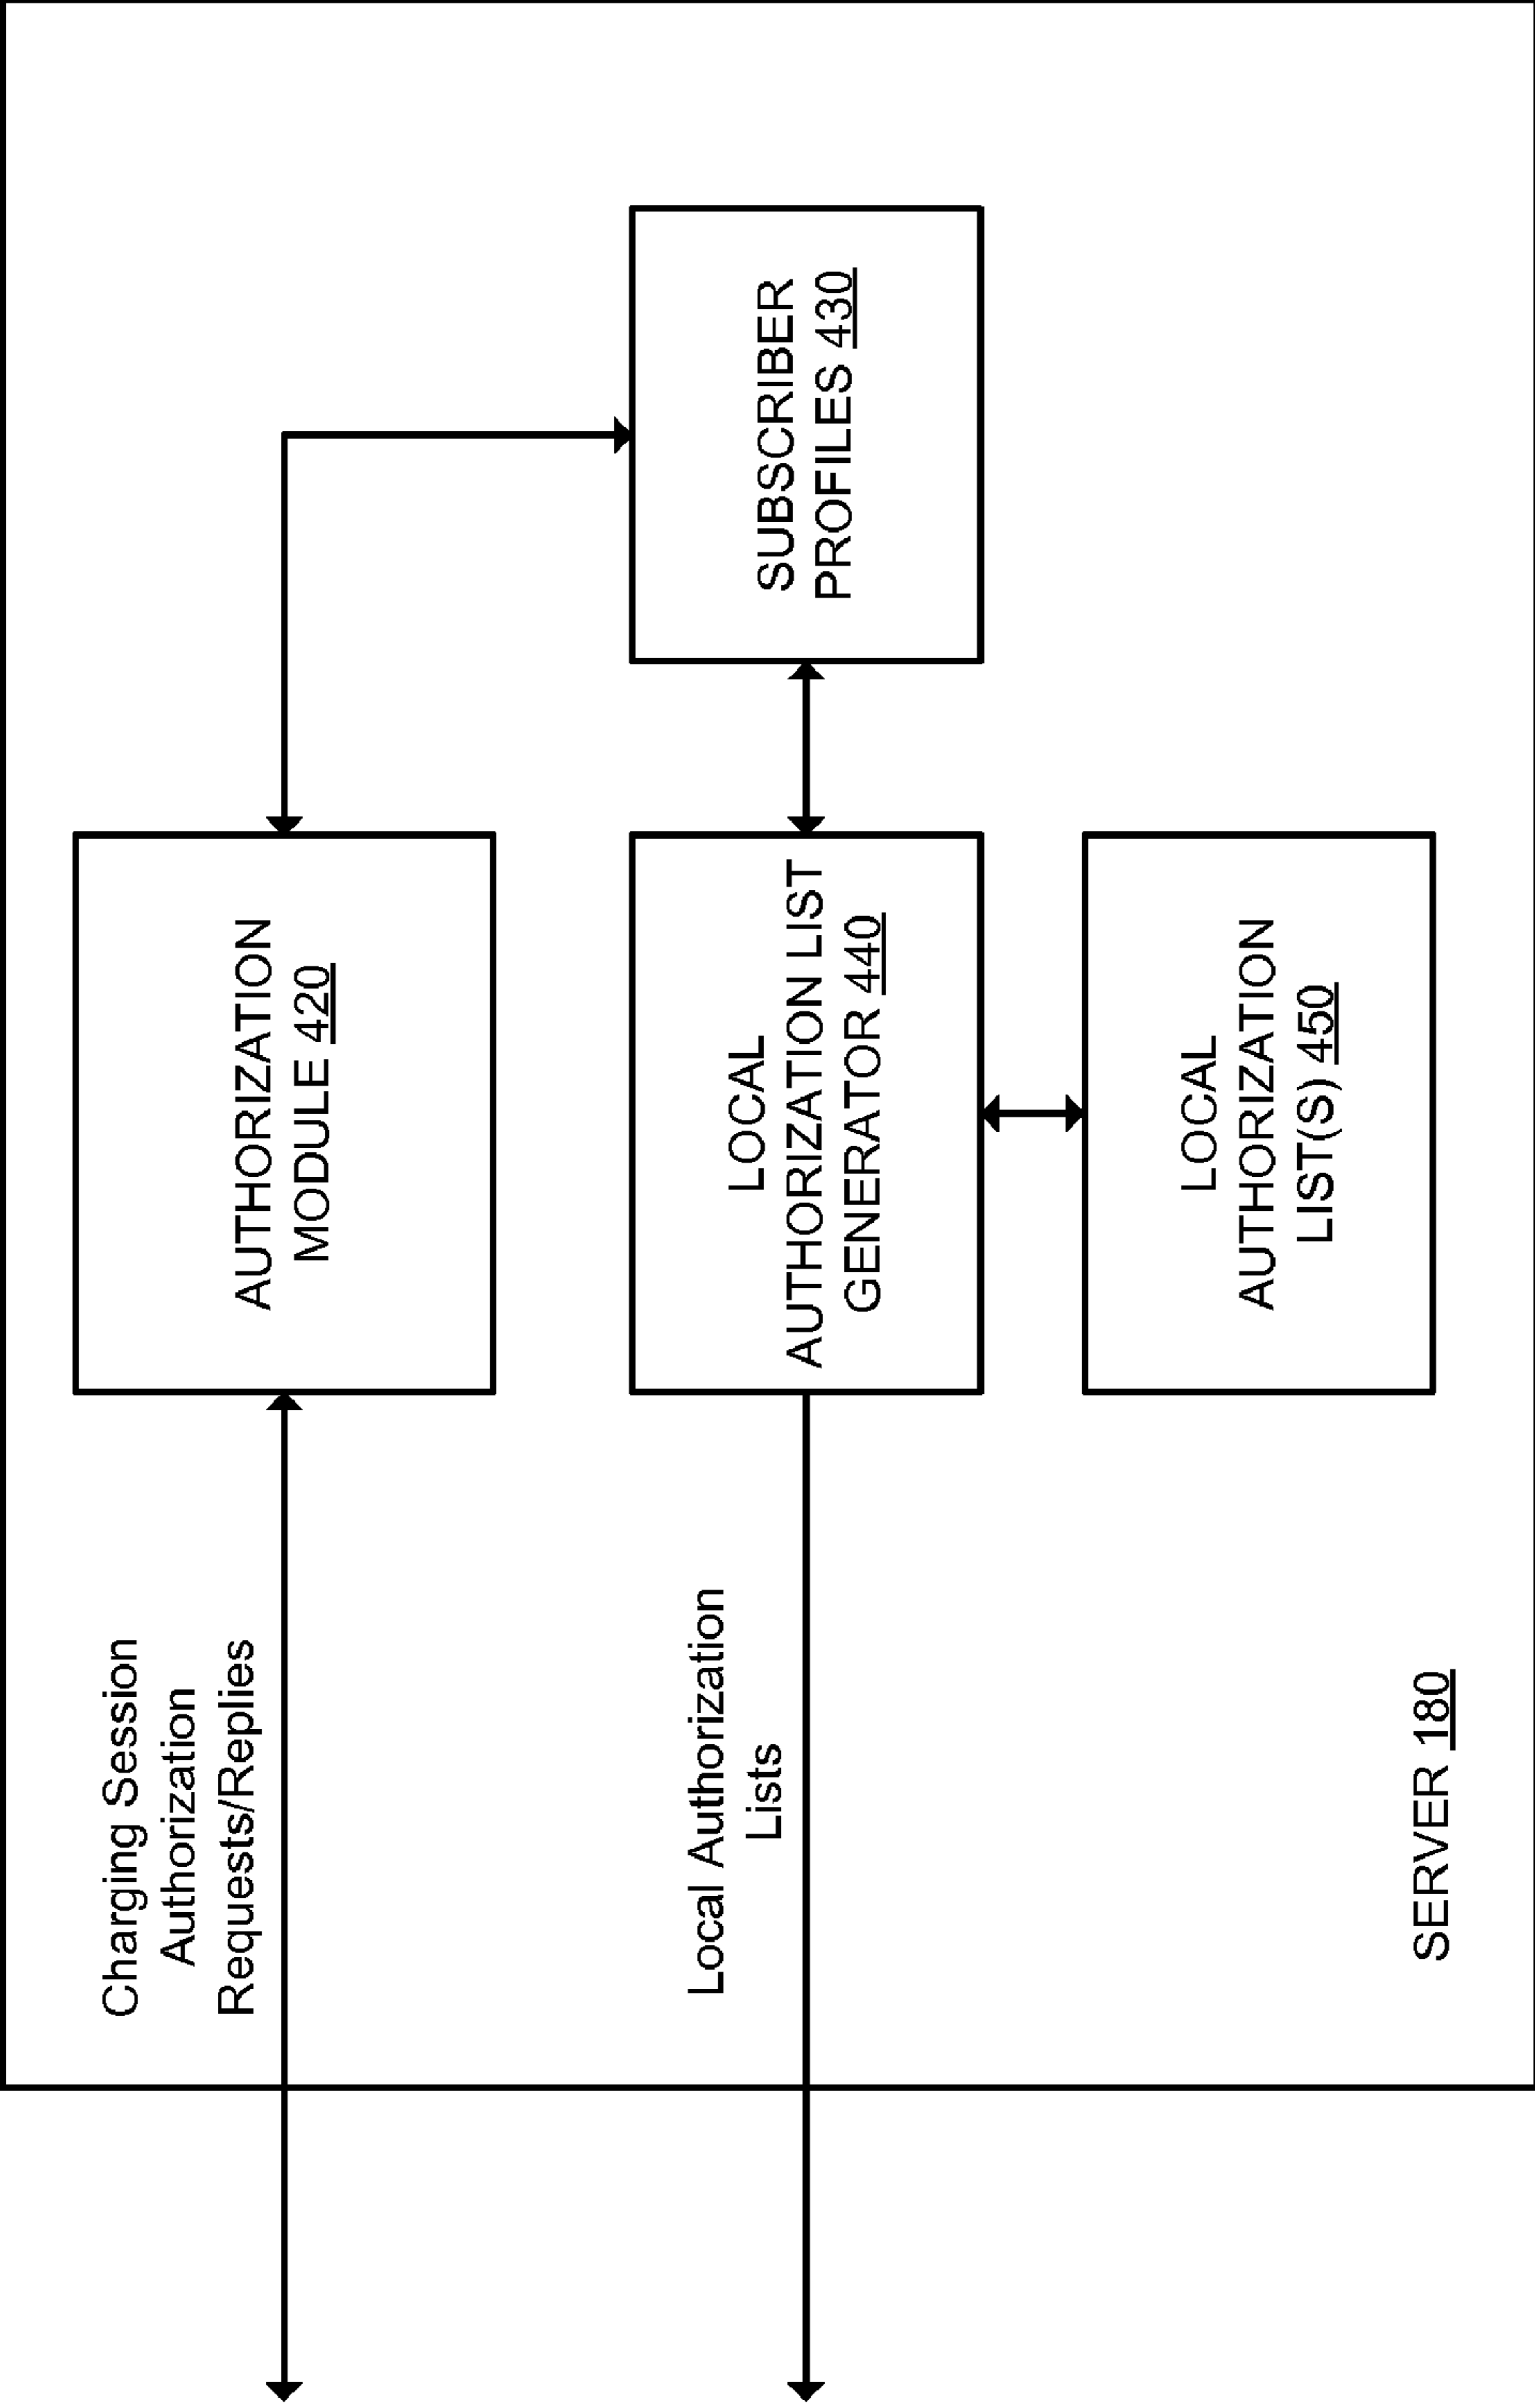 Charging Session
Authorization
Requests/Replies
AUTHORIZATION
MODULE 420
Local Authorization
Lists
LOCAL
AUTHORIZATION LIST
GENERATOR 440
SUBSCRIBER
PROFILES 430
LOCAL
AUTHORIZATION
LIST(S) 450
SERVER 180